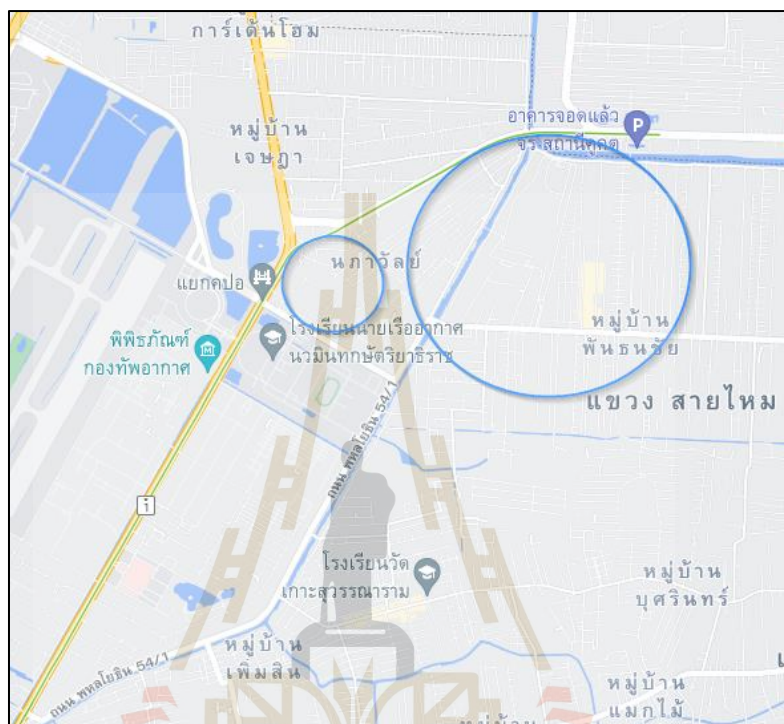 การ์เด้นโฮม
หมู่บ้าน
เจษฎา
อาคารจอดแล้ว
จร สถานีคูคต
P
นภาวัลย์
แยกคปอ
โรงเรียนนายเรืออากาศ
นวมินทกษัตริยาธิราช
พิพิธภัณฑ์
กองทัพอากาศ
หมู่บ้าน
พันธนชัย
แขวง สายไหม
ถนน พหลโยธิน 54/1
1
โรงเรียนวัด
เกาะสุวรรณาราม
หมู่บ้าน
บุศรินทร์
หมู่บ้าน
เพิ่มสิน
ถนน พหลโยธิน 54/1
หมู่บ้าน
แมกไม้
หมู่บ้าน